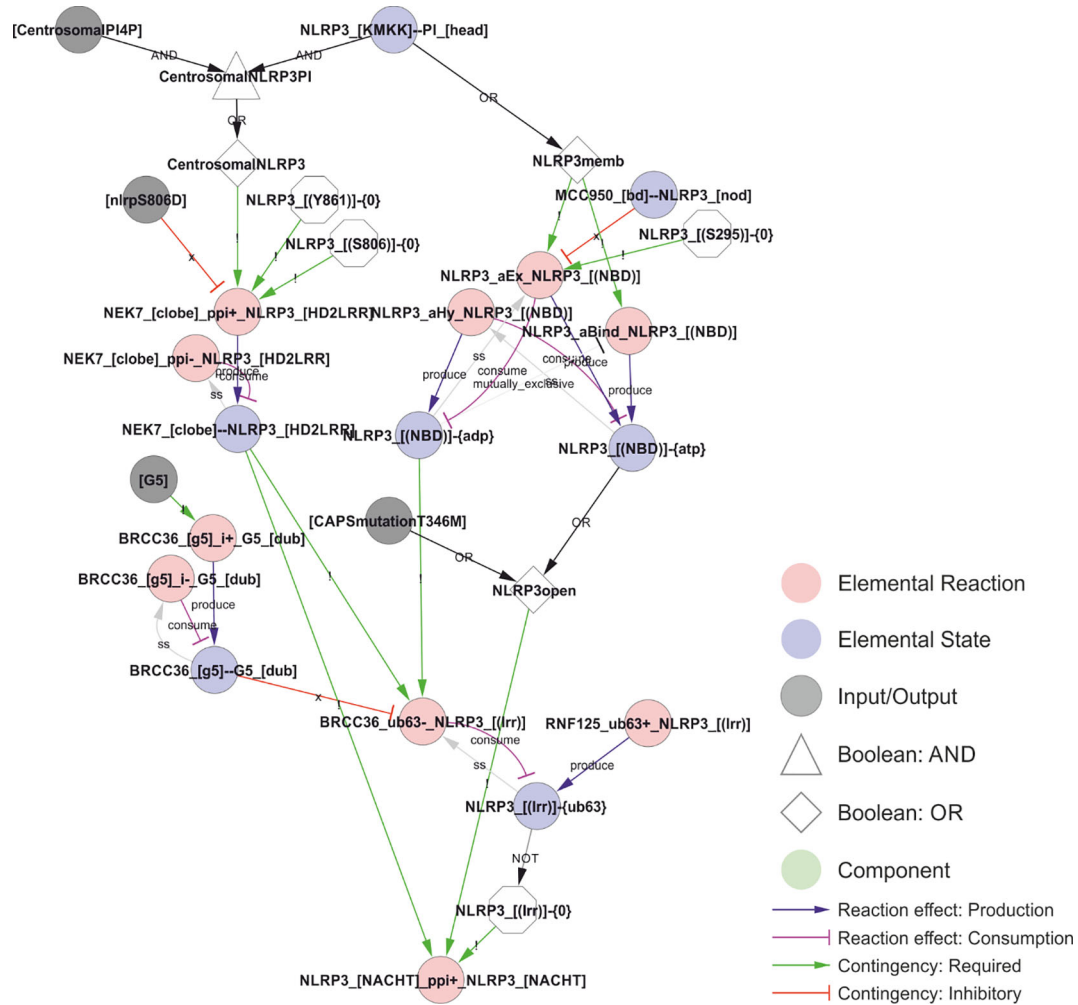 [CentrosomalPI4P]
NLRP3_[KMKK]--PI_[head]
AND
AND
CentrosomalNLRP3PI
OR
OR
CentrosomalNLRP3
NLRP3memb
[nlrpS806D]
NLRP3_[(Y861)]-{0}
MCC950_[bd]--NLRP3_[nod]
NLRP3_[(S806)]-{0}
NLRP3_[(S295)]-{0}
!
!
!
x
!
x
!
!
NLRP3_aEx_NLRP3_[(NBD)]
NEK7_[clobe]_ppi+_NLRP3_[HD2LRR]
NLRP3_aHy_NLRP3_[(NBD)]
NLRP3_aBind_NLRP3_[(NBD)]
NEK7_[clobe]_ppi-_NLRP3_[HD2LRR]
produce
consume
ss
produce
ss
consume
mutually_exclusive
consume
produce
ss
produce
NEK7_[clobe]--NLRP3_[HD2LRR]
NLRP3_[(NBD)]-{adp}
NLRP3_[(NBD)]-{atp}
[G5]
!
[CAPSmutationT346M]
OR
OR
BRCC36_[g5]_i+_G5_[dub]
BRCC36_[g5]_i-_G5_[dub]
!
!
NLRP3open
produce
consume
ss
BRCC36_[g5]--G5_[dub]
x
!
BRCC36_ub63-_NLRP3_[(lrr)]
RNF125_ub63+_NLRP3_[(lrr)]
consume
ss
produce
!
NLRP3_[(lrr)]-{ub63}
NOT
NLRP3_[(lrr)]-{0}
!
NLRP3_[NACHT]_ppi+_NLRP3_[NACHT]
Elemental Reaction
Elemental State
Input/Output
Boolean: AND
Boolean: OR
Component
Reaction effect: Production
Reaction effect: Consumption
Contingency: Required
Contingency: Inhibitory